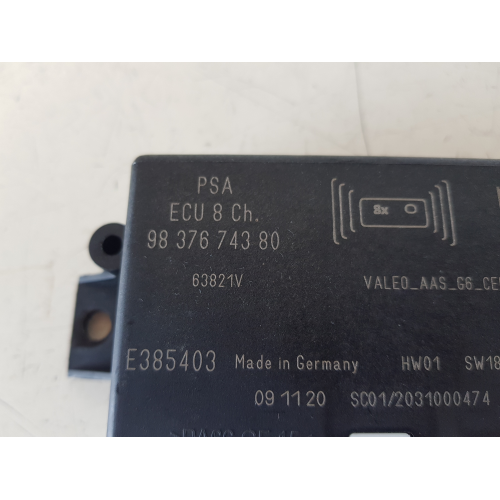 PSA
ECU 8 Ch.
98 376 743 80
8x
63821V
VALEO_AAS_G6_CE
E385403 Made in Germany HW01 SW18
09 11 20 SC01/2031000474